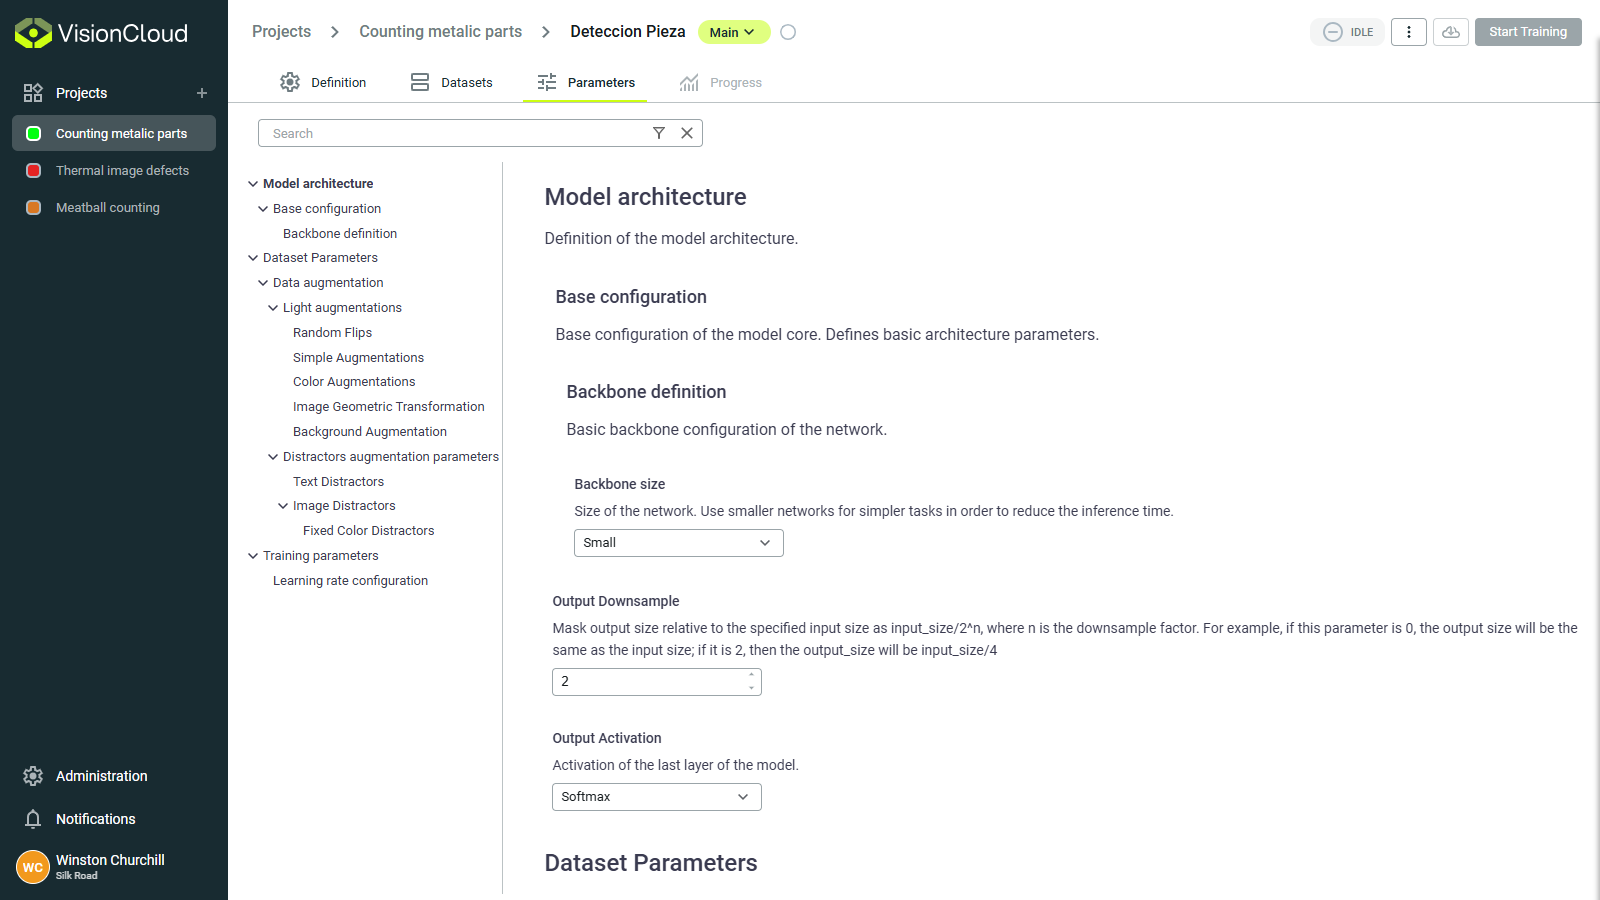 VisionCloud
Projects
Counting metalic parts
Thermal image defects
Meatball counting
Administration
Notifications
WC
Winston Churchill
Silk Road
Projects > Counting metalic parts > Deteccion Pieza Main
IDLE
Start Training
Definition Datasets Parameters Progress
Search
Model architecture
Base configuration
Backbone definition
Dataset Parameters
Data augmentation
Light augmentations
Random Flips
Simple Augmentations
Color Augmentations
Image Geometric Transformation
Background Augmentation
Distractors augmentation parameters
Text Distractors
Image Distractors
Fixed Color Distractors
Training parameters
Learning rate configuration
Model architecture
Definition of the model architecture.
Base configuration
Base configuration of the model core. Defines basic architecture parameters.
Backbone definition
Basic backbone configuration of the network.
Backbone size
Size of the network. Use smaller networks for simpler tasks in order to reduce the inference time.
Small
Output Downsample
Mask output size relative to the specified input size as input_size/2^n, where n is the downsample factor. For example, if this parameter is 0, the output size will be the
same as the input size; if it is 2, then the output_size will be input_size/4
2
Output Activation
Activation of the last layer of the model.
Softmax
Dataset Parameters